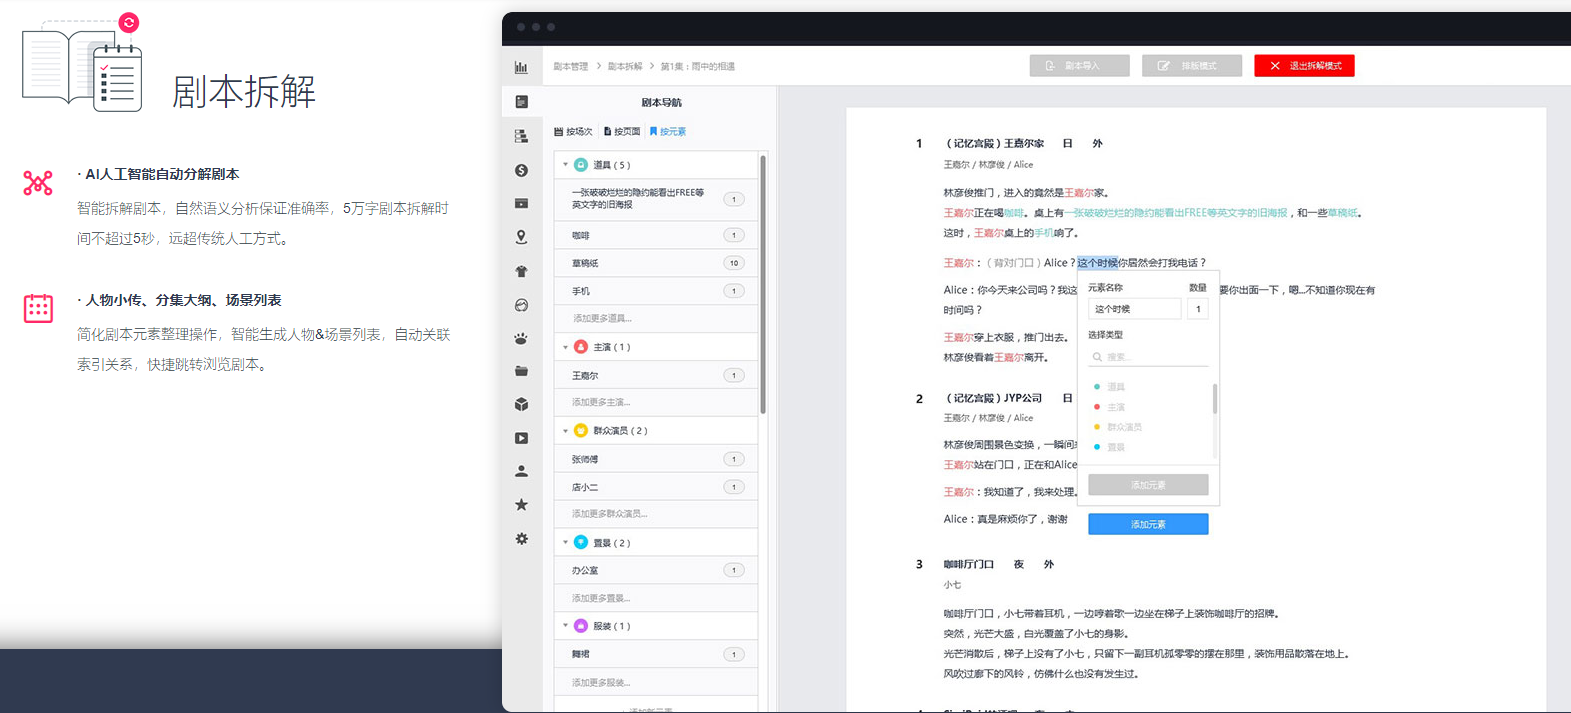 剧本拆解
· AI人工智能自动分解剧本
智能拆解剧本，自然语义分析保证准确率，5万字剧本拆解时
间不超过5秒，远超传统人工方式。
· 人物小传、分集大纲、场景列表
简化剧本元素整理操作，智能生成人物&场景列表，自动关联
索引关系，快捷跳转浏览剧本。
剧本管理 > 剧本拆解 > 第1集：雨中的相遇
剧本导入
排版模式
退出拆解模式
剧本导航
按场次 按页面 按元素
道具 ( 5 )
一张破破烂烂的隐约能看出FREE等
英文字的旧海报 1
咖啡 1
草稿纸 10
手机 1
添加更多道具...
主演 ( 1 )
王嘉尔 1
添加更多主演...
群众演员 ( 2 )
张师傅 1
店小二 1
添加更多群众演员...
置景 ( 2 )
办公室 1
添加更多置景...
服装 ( 1 )
舞裙 1
添加更多服装...
1 （记忆宫殿）王嘉尔家 日 外
王嘉尔 / 林彦俊 / Alice
林彦俊推门，进入的竟然是王嘉尔家。
王嘉尔正在喝咖啡。桌上有一张破破烂烂的隐约能看出FREE等英文字的旧海报，和一些草稿纸。
这时，王嘉尔桌上的手机响了。
王嘉尔：（背对门口）Alice？这个时候你居然会打我电话？
Alice：你今天来公司吗？我这 要你出面一下，嗯...不知道你现在有
时间吗？
王嘉尔穿上衣服，推门出去。
林彦俊看着王嘉尔离开。
元素名称 数量
这个时候 1
选择类型
搜索...
道具
主演
群众演员
置景
添加元素
添加元素
2 （记忆宫殿）JYP公司 日
王嘉尔 / 林彦俊 / Alice
林彦俊周围景色变换，一瞬间
王嘉尔站在门口，正在和Alice
王嘉尔：我知道了，我来处理。
Alice：真是麻烦你了，谢谢
3 咖啡厅门口 夜 外
小七
咖啡厅门口，小七带着耳机，一边哼着歌一边坐在梯子上装饰咖啡厅的招牌。
突然，光芒大盛，白光覆盖了小七的身影。
光芒消散后，梯子上没有了小七，只留下一副耳机孤零零的摆在那里，装饰用品散落在地上。
风吹过廊下的风铃，仿佛什么也没有发生过。